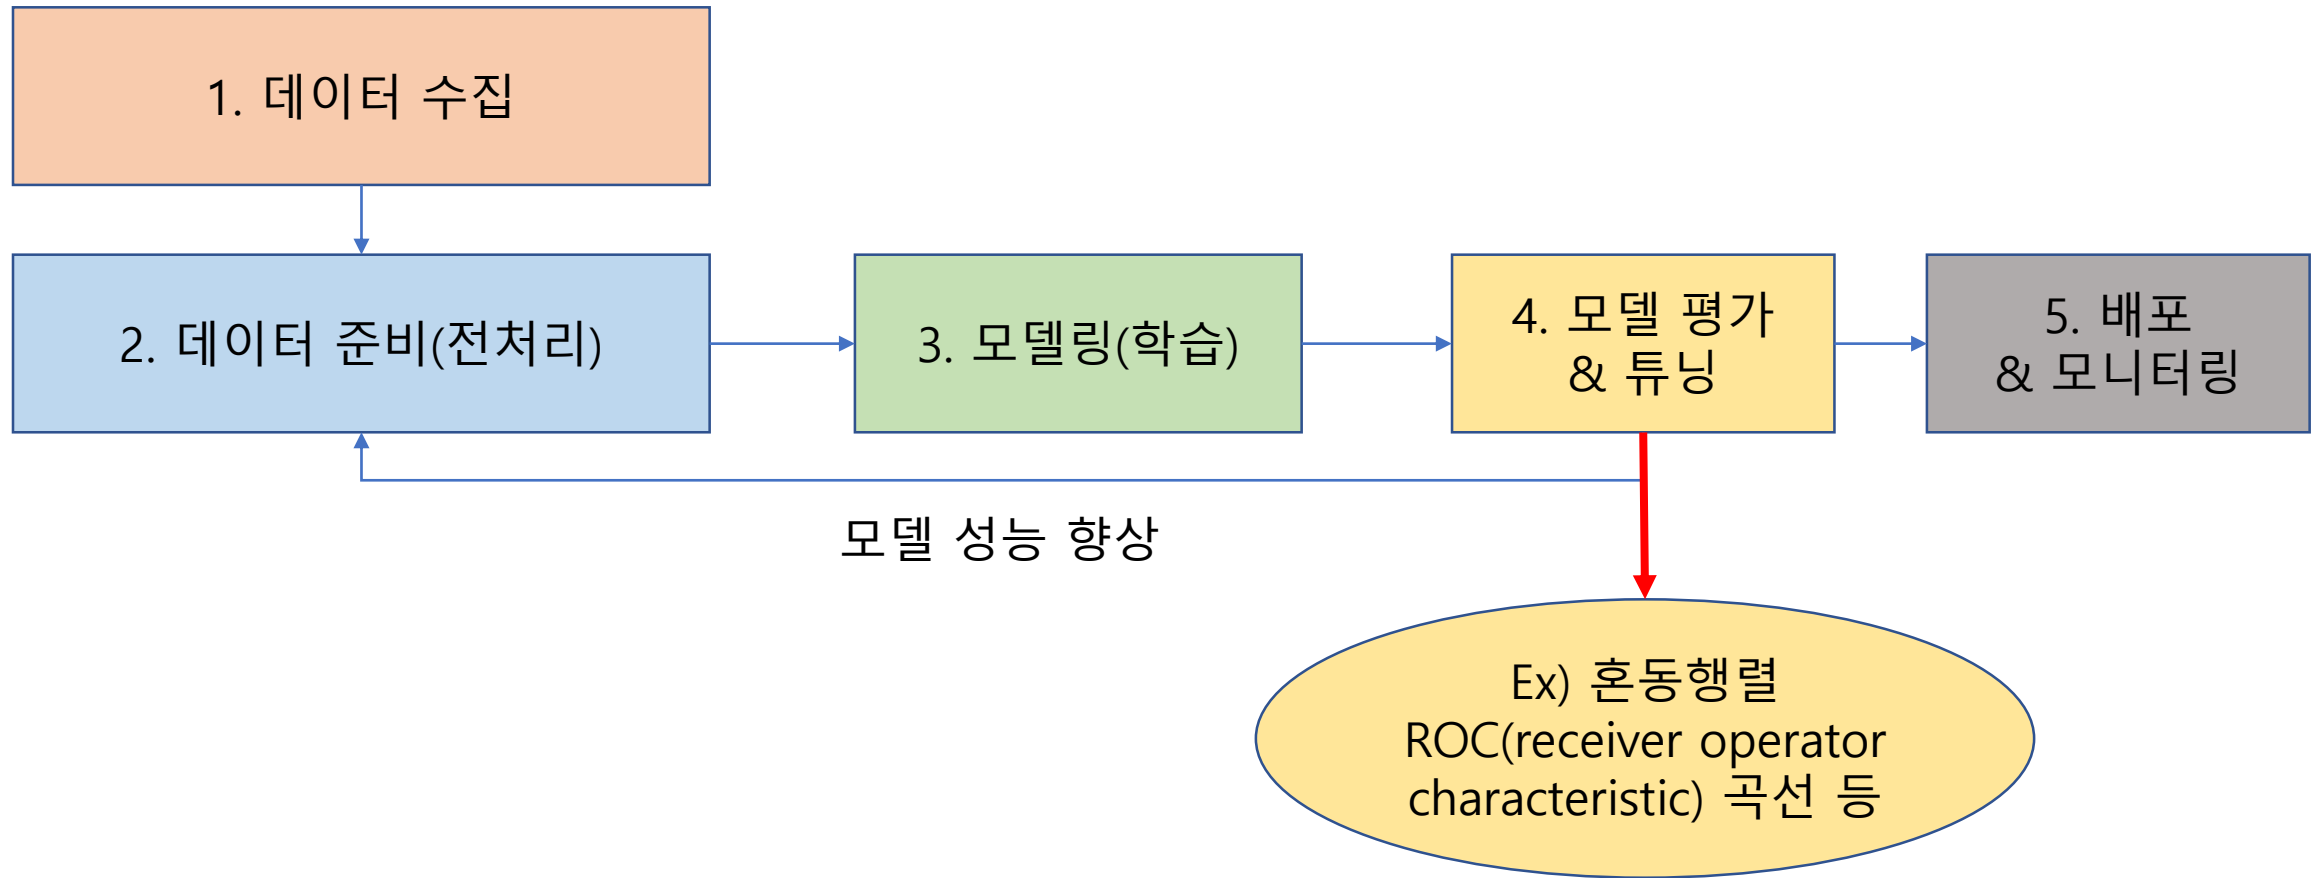 1. 데이터 수집
2. 데이터 준비(전처리)
3. 모델링(학습)
4. 모델 평가
& 튜닝
5. 배포
& 모니터링
모델 성능 향상
Ex) 혼동행렬
ROC(receiver operator
characteristic) 곡선 등